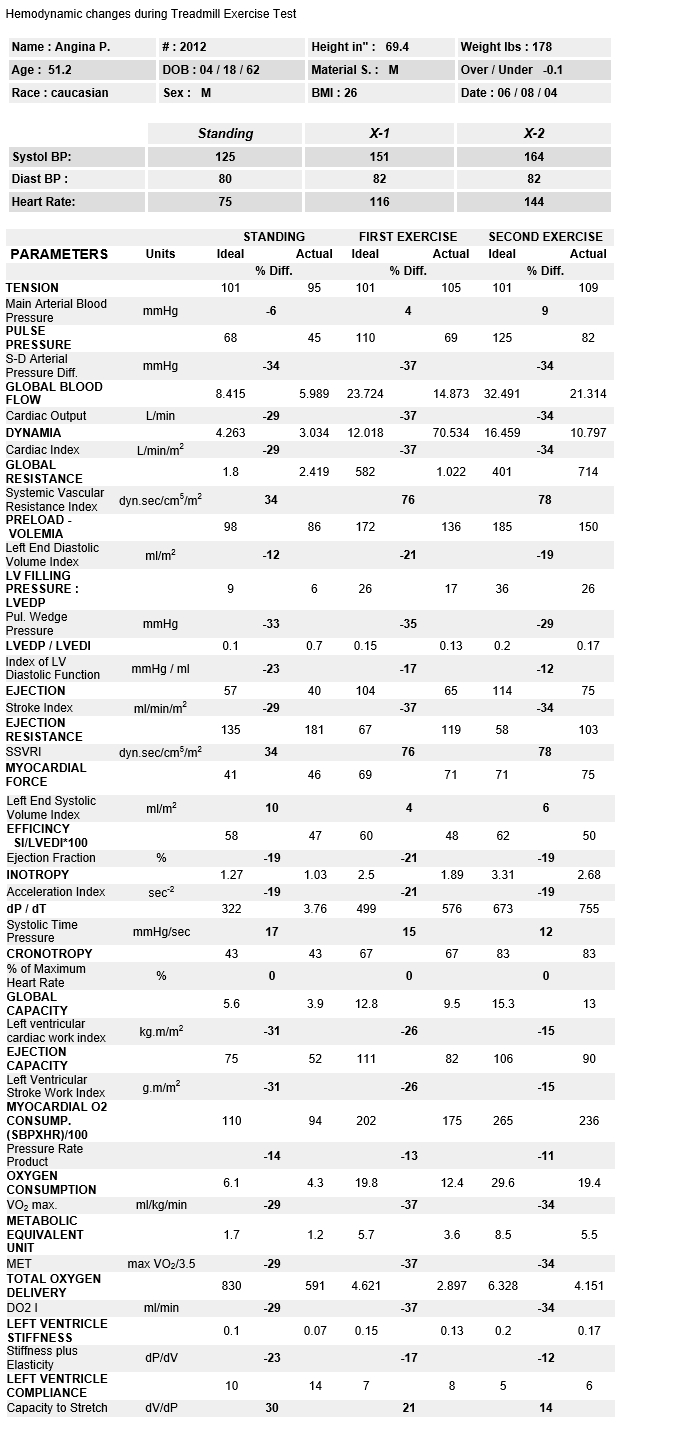 Hemodynamic changes during Treadmill Exercise Test
Name : Angina P. # : 2012 Height in" : 69.4 Weight lbs : 178
Age : 51.2 DOB : 04 / 18 / 62 Material S. : M Over / Under -0.1
Race : caucasian Sex : M BMI : 26 Date : 06 / 08 / 04
Standing X-1 X-2
Systol BP: 125 151 164
Diast BP : 80 82 82
Heart Rate: 75 116 144
STANDING FIRST EXERCISE SECOND EXERCISE
PARAMETERS Units Ideal Actual Ideal Actual Ideal Actual
% Diff. % Diff. % Diff.
TENSION 101 95 101 105 101 109
Main Arterial Blood
Pressure mmHg -6 4 9
PULSE
PRESSURE 68 45 110 69 125 82
S-D Arterial
Pressure Diff. mmHg -34 -37 -34
GLOBAL BLOOD
FLOW 8.415 5.989 23.724 14.873 32.491 21.314
Cardiac Output L/min -29 -37 -34
DYNAMIA 4.263 3.034 12.018 70.534 16.459 10.797
Cardiac Index L/min/m² -29 -37 -34
GLOBAL
RESISTANCE 1.8 2.419 582 1.022 401 714
Systemic Vascular
Resistance Index dyn.sec/cm⁵/m² 34 76 78
PRELOAD -
VOLEMIA 98 86 172 136 185 150
Left End Diastolic
Volume Index ml/m² -12 -21 -19
LV FILLING
PRESSURE : 9 6 26 17 36 26
LVEDP
Pul. Wedge
Pressure mmHg -33 -35 -29
LVEDP / LVEDI 0.1 0.7 0.15 0.13 0.2 0.17
Index of LV
Diastolic Function mmHg / ml -23 -17 -12
EJECTION 57 40 104 65 114 75
Stroke Index ml/min/m² -29 -37 -34
EJECTION
RESISTANCE 135 181 67 119 58 103
SSVRI dyn.sec/cm⁵/m² 34 76 78
MYOCARDIAL
FORCE 41 46 69 71 71 75
Left End Systolic
Volume Index ml/m² 10 4 6
EFFICINCY
SI/LVEDI*100 58 47 60 48 62 50
Ejection Fraction % -19 -21 -19
INOTROPY 1.27 1.03 2.5 1.89 3.31 2.68
Acceleration Index sec⁻² -19 -21 -19
dP / dT 322 3.76 499 576 673 755
Systolic Time
Pressure mmHg/sec 17 15 12
CRONOTROPY 43 43 67 67 83 83
% of Maximum
Heart Rate % 0 0 0
GLOBAL
CAPACITY 5.6 3.9 12.8 9.5 15.3 13
Left ventricular
cardiac work index kg.m/m² -31 -26 -15
EJECTION
CAPACITY 75 52 111 82 106 90
Left Ventricular
Stroke Work Index g.m/m² -31 -26 -15
MYOCARDIAL O2
CONSUMP. 110 94 202 175 265 236
(SBPXHR)/100
Pressure Rate
Product -14 -13 -11
OXYGEN
CONSUMPTION 6.1 4.3 19.8 12.4 29.6 19.4
VO₂ max. ml/kg/min -29 -37 -34
METABOLIC
EQUIVALENT 1.7 1.2 5.7 3.6 8.5 5.5
UNIT
MET max VO₂/3.5 -29 -37 -34
TOTAL OXYGEN
DELIVERY 830 591 4.621 2.897 6.328 4.151
DO2 I ml/min -29 -37 -34
LEFT VENTRICLE
STIFFNESS 0.1 0.07 0.15 0.13 0.2 0.17
Stiffness plus
Elasticity dP/dV -23 -17 -12
LEFT VENTRICLE
COMPLIANCE 10 14 7 8 5 6
Capacity to Stretch dV/dP 30 21 14